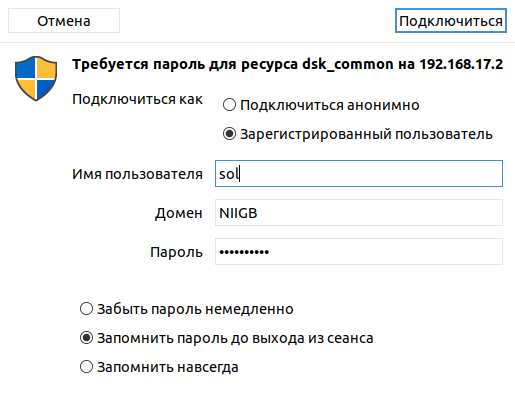 Отмена
Подключиться
Требуется пароль для ресурса dsk_common на 192.168.17.2
Подключиться как
Подключиться анонимно
Зарегистрированный пользователь
Имя пользователя sol
Домен NIIGB
Пароль ••••••••••
Забыть пароль немедленно
Запомнить пароль до выхода из сеанса
Запомнить навсегда